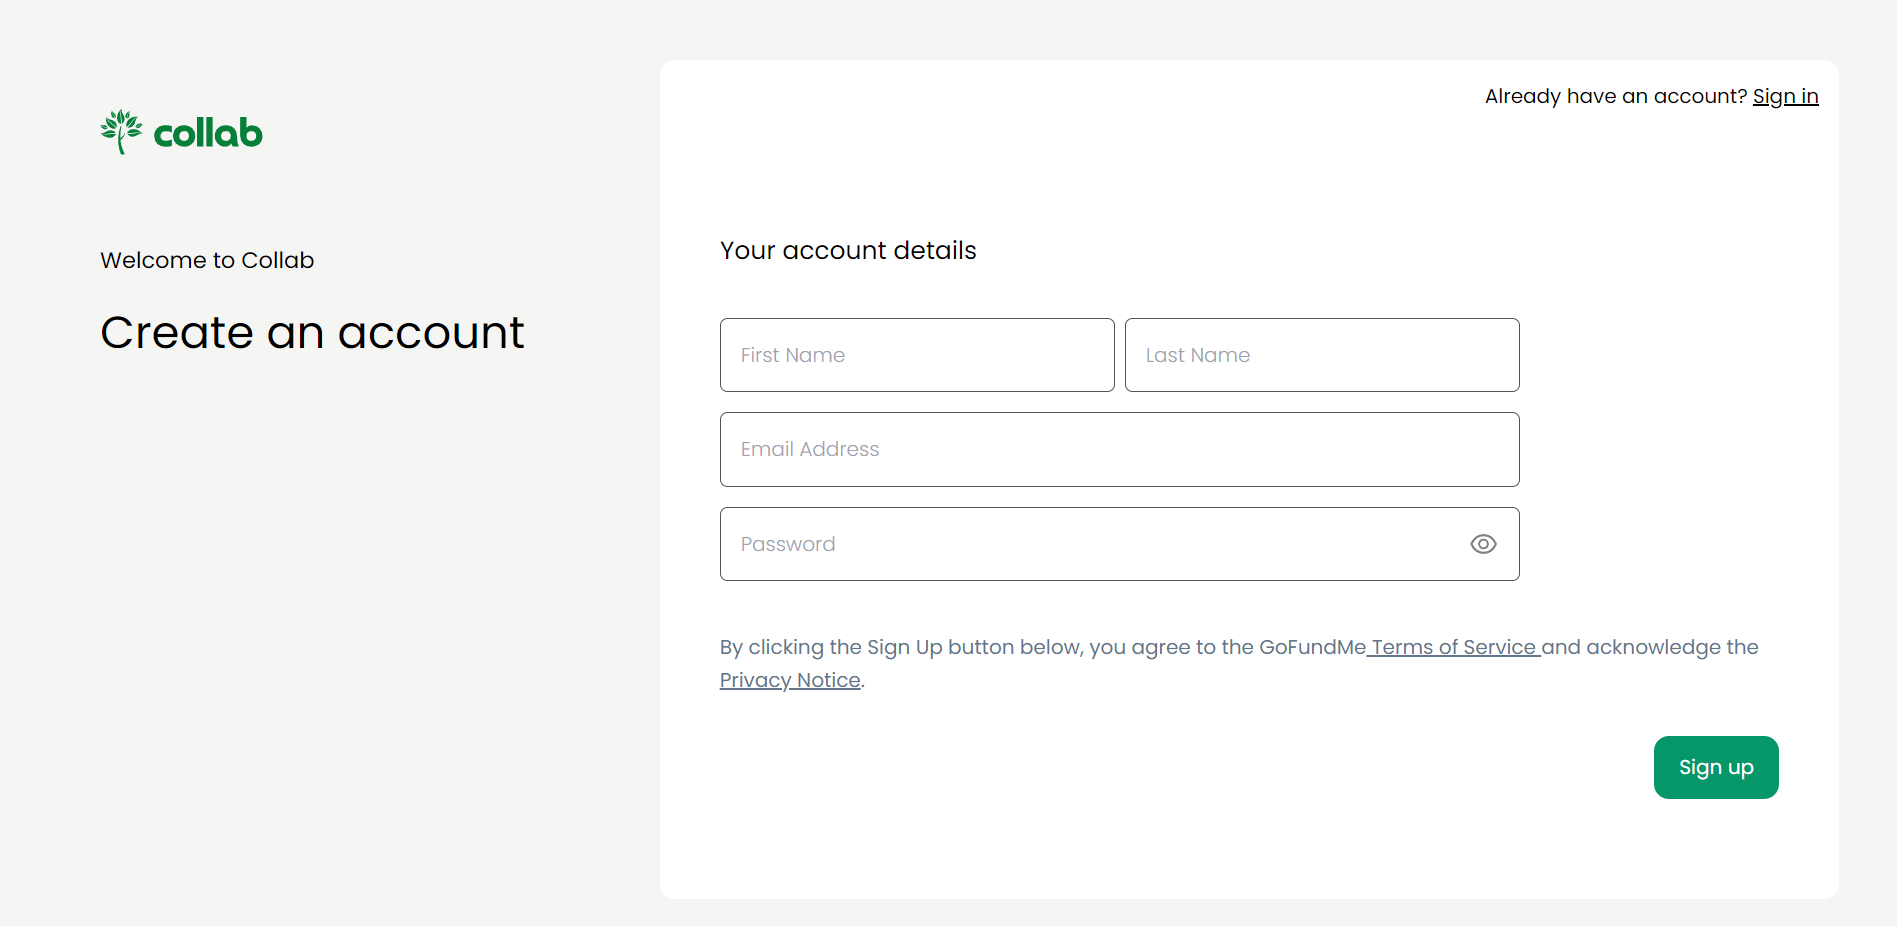 collab
Welcome to Collab
Create an account
Already have an account? Sign in
Your account details
First Name
Last Name
Email Address
Password
By clicking the Sign Up button below, you agree to the GoFundMe Terms of Service and acknowledge the
Privacy Notice.
Sign up